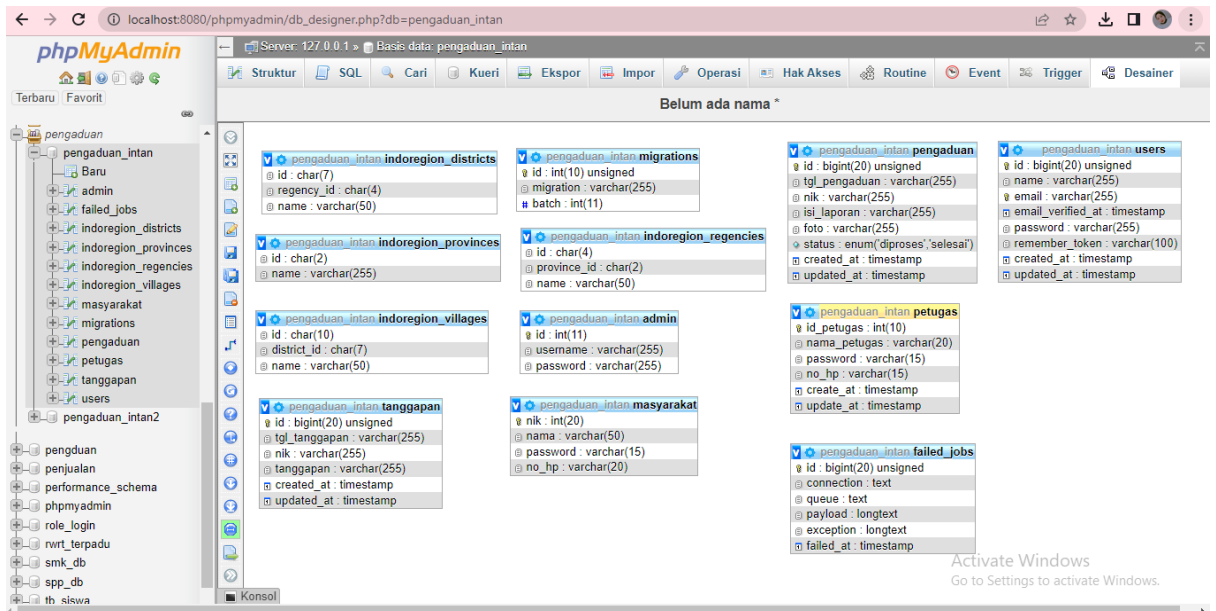 localhost:8080/phpmyadmin/db_designer.php?db=pengaduan_intan
phpMyAdmin
Terbaru Favorit
pengaduan
pengaduan_intan
Baru
admin
failed_jobs
indoregion_districts
indoregion_provinces
indoregion_regencies
indoregion_villages
masyarakat
migrations
pengaduan
petugas
tanggapan
users
pengaduan_intan2
pengduan
penjualan
performance_schema
phpmyadmin
role_login
rwrt_terpadu
smk_db
spp_db
tb_siswa
Server: 127.0.0.1 » Basis data: pengaduan_intan
Struktur SQL Cari Kueri Ekspor Impor Operasi Hak Akses Routine Event Trigger Desainer
Belum ada nama *
pengaduan_intan indoregion_districts
id : char(7)
regency_id : char(4)
name : varchar(50)
pengaduan_intan migrations
id : int(10) unsigned
migration : varchar(255)
# batch : int(11)
pengaduan_intan pengaduan
id : bigint(20) unsigned
tgl_pengaduan : varchar(255)
nik : varchar(255)
isi_laporan : varchar(255)
foto : varchar(255)
status : enum('diproses','selesai')
created_at : timestamp
updated_at : timestamp
pengaduan_intan users
id : bigint(20) unsigned
name : varchar(255)
email : varchar(255)
email_verified_at : timestamp
password : varchar(255)
remember_token : varchar(100)
created_at : timestamp
updated_at : timestamp
pengaduan_intan indoregion_provinces
id : char(2)
name : varchar(255)
pengaduan_intan indoregion_regencies
id : char(4)
province_id : char(2)
name : varchar(50)
pengaduan_intan indoregion_villages
id : char(10)
district_id : char(7)
name : varchar(50)
pengaduan_intan admin
id : int(11)
username : varchar(255)
password : varchar(255)
pengaduan_intan petugas
id_petugas : int(10)
nama_petugas : varchar(20)
password : varchar(15)
no_hp : varchar(15)
create_at : timestamp
update_at : timestamp
pengaduan_intan tanggapan
id : bigint(20) unsigned
tgl_tanggapan : varchar(255)
nik : varchar(255)
tanggapan : varchar(255)
created_at : timestamp
updated_at : timestamp
pengaduan_intan masyarakat
nik : int(20)
nama : varchar(50)
password : varchar(15)
no_hp : varchar(20)
pengaduan_intan failed_jobs
id : bigint(20) unsigned
connection : text
queue : text
payload : longtext
exception : longtext
failed_at : timestamp
Activate Windows
Go to Settings to activate Windows.
Konsol